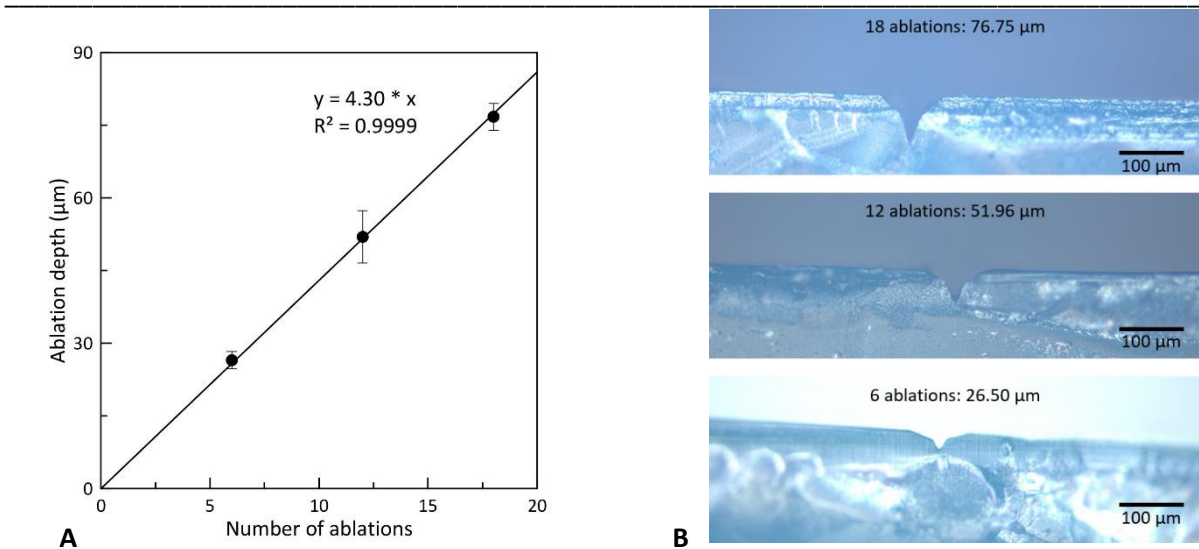 90
60
30
0
0
5
10
15
20
y = 4.30 * x
R² = 0.9999
Ablation depth (µm)
Number of ablations
A
18 ablations: 76.75 µm
100 µm
12 ablations: 51.96 µm
100 µm
6 ablations: 26.50 µm
100 µm
B